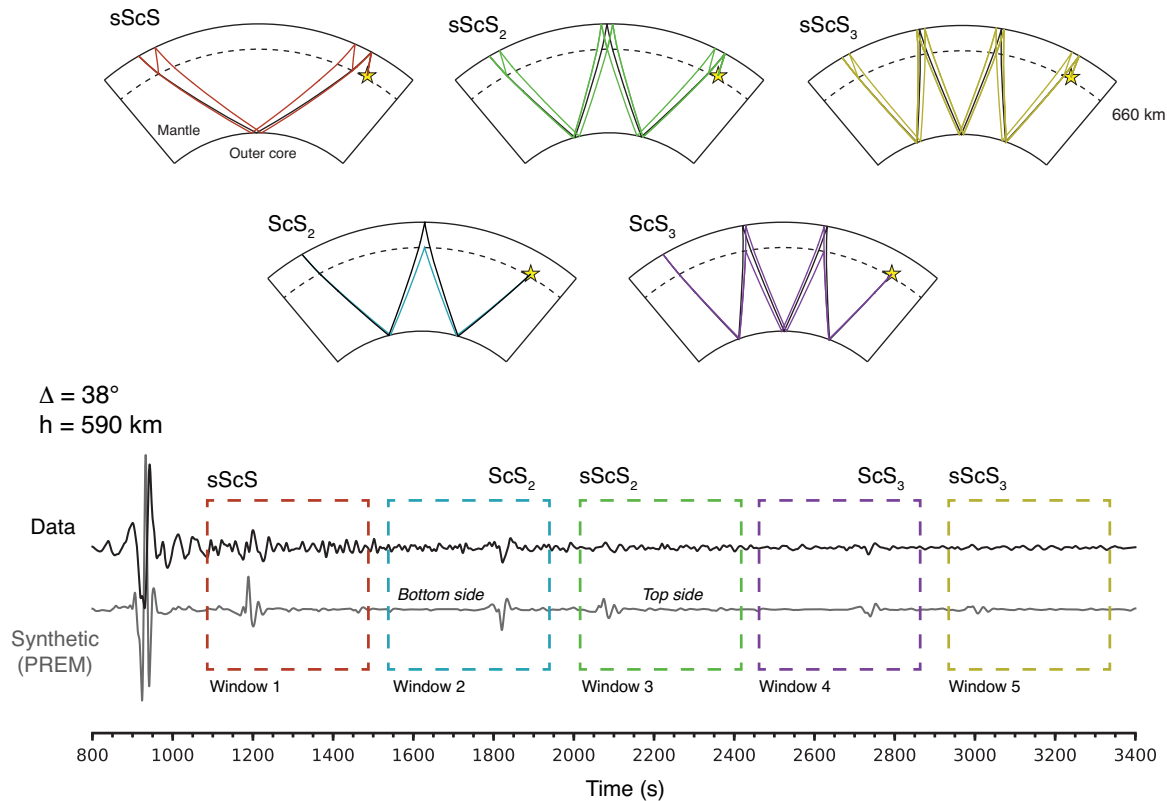 sScS
sScS₂
sScS₃
660 km
Mantle
Outer core
ScS₂
ScS₃
Δ = 38°
h = 590 km
sScS
ScS₂
sScS₂
ScS₃
sScS₃
Data
Bottom side
Top side
Synthetic
(PREM)
Window 1
Window 2
Window 3
Window 4
Window 5
800 1000 1200 1400 1600 1800 2000 2200 2400 2600 2800 3000 3200 3400
Time (s)